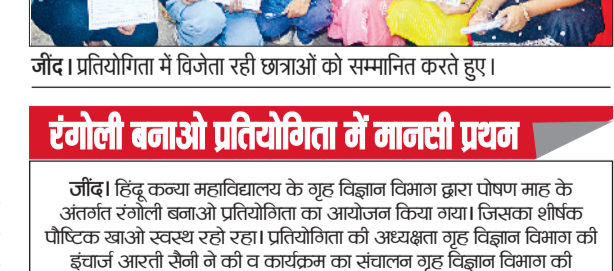 जींद। प्रतियोगिता में विजेता रही छात्राओं को सम्मानित करते हुए।
रंगोली बनाओ प्रतियोगिता में मानसी प्रथम
जींद। हिंदू कन्या महाविद्यालय के गृह विज्ञान विभाग द्वारा पोषण माह के
अंतर्गत रंगोली बनाओ प्रतियोगिता का आयोजन किया गया। जिसका शीर्षक
पौष्टिक खाओ स्वस्थ रहो रहा। प्रतियोगिता की अध्यक्षता गृह विज्ञान विभाग की
इंचार्ज आरती सैनी ने की व कार्यक्रम का संचालन गृह विज्ञान विभाग की